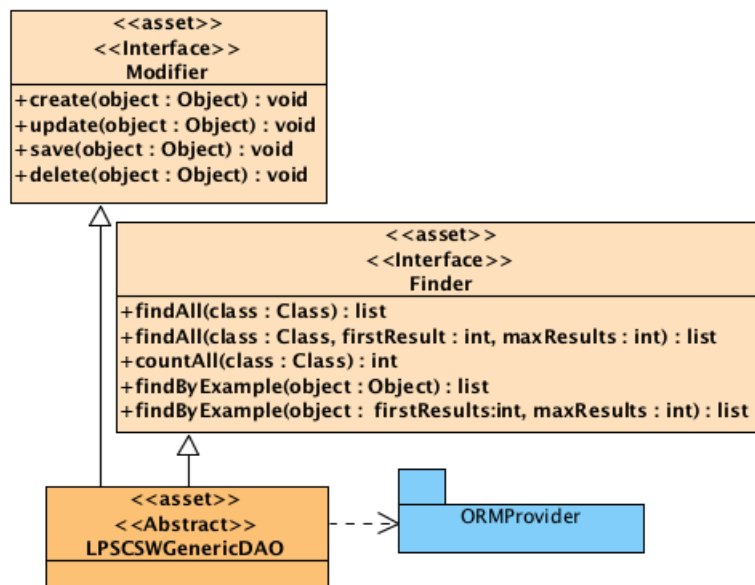 <<asset>>
<<Interface>>
Modifier
+create(object : Object) : void
+update(object : Object) : void
+save(object : Object) : void
+delete(object : Object) : void
<<asset>>
<<Interface>>
Finder
+findAll(class : Class) : list
+findAll(class : Class, firstResult : int, maxResults : int) : list
+countAll(class : Class) : int
+findByExample(object : Object) : list
+findByExample(object :  firstResults:int, maxResults : int) : list
<<asset>>
<<Abstract>>
LPSCSWGenericDAO
ORMProvider